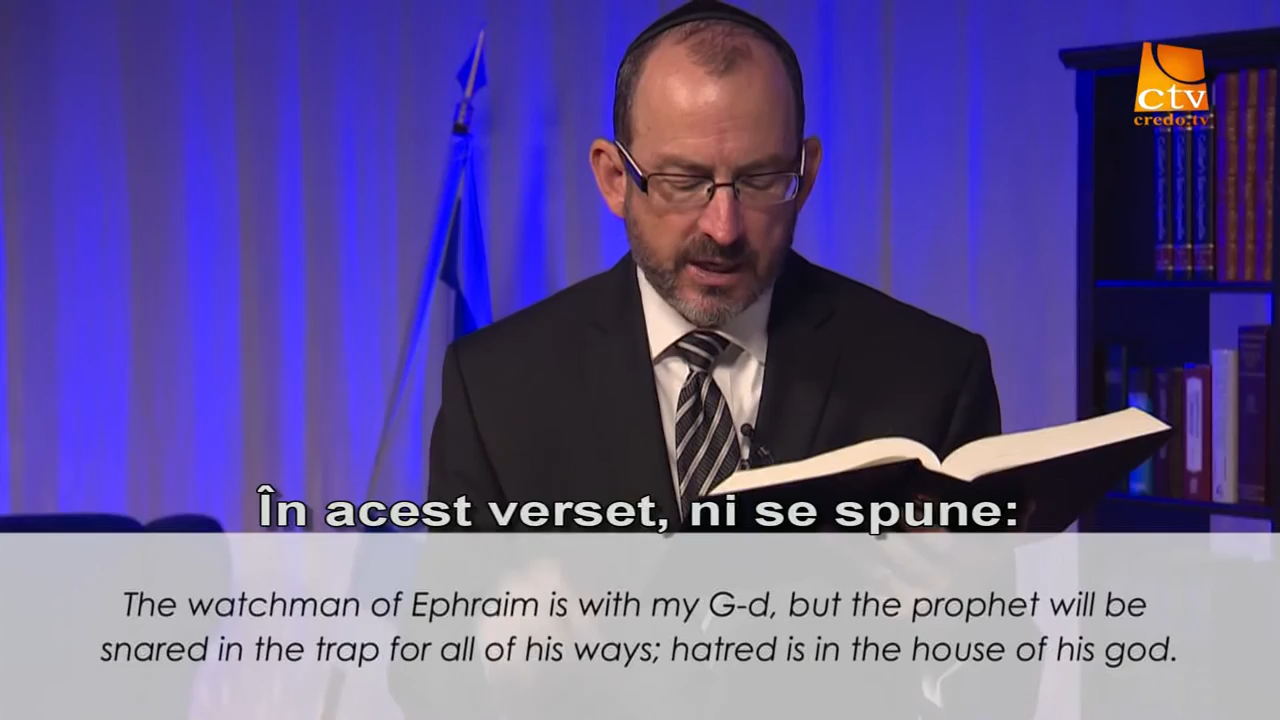 ctv
credo.tv
În acest verset, ni se spune:
The watchman of Ephraim is with my G-d, but the prophet will be
snared in the trap for all of his ways; hatred is in the house of his god.